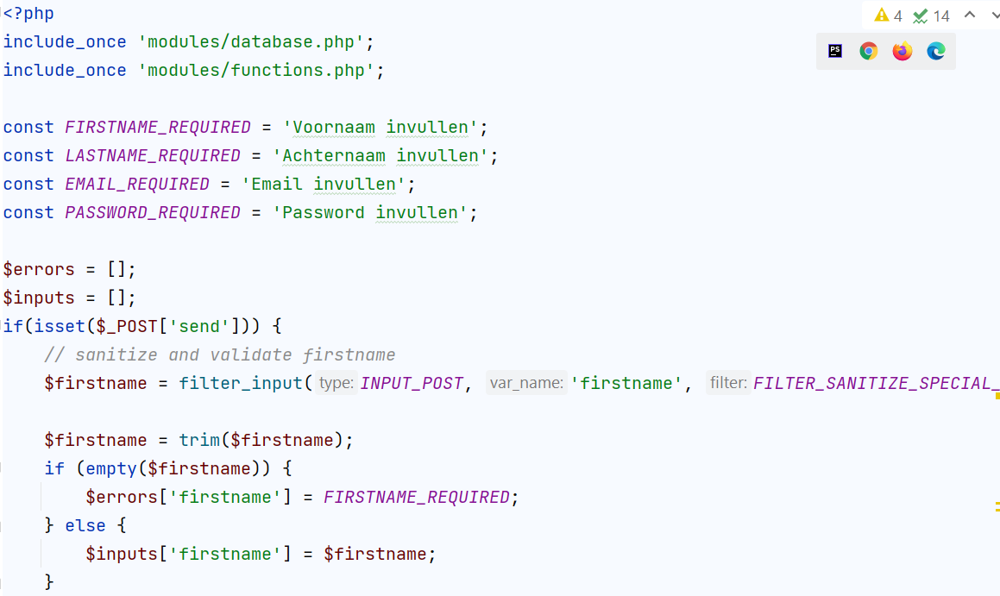 <?php
4 14
include_once 'modules/database.php';
PS
include_once 'modules/functions.php';
const FIRSTNAME_REQUIRED = 'Voornaam invullen';
const LASTNAME_REQUIRED = 'Achternaam invullen';
const EMAIL_REQUIRED = 'Email invullen';
const PASSWORD_REQUIRED = 'Password invullen';
$errors = [];
$inputs = [];
if(isset($_POST['send'])) {
// sanitize and validate firstname
$firstname = filter_input( type: INPUT_POST, var_name: 'firstname', filter: FILTER_SANITIZE_SPECIAL_
$firstname = trim($firstname);
if (empty($firstname)) {
$errors['firstname'] = FIRSTNAME_REQUIRED;
} else {
$inputs['firstname'] = $firstname;
}